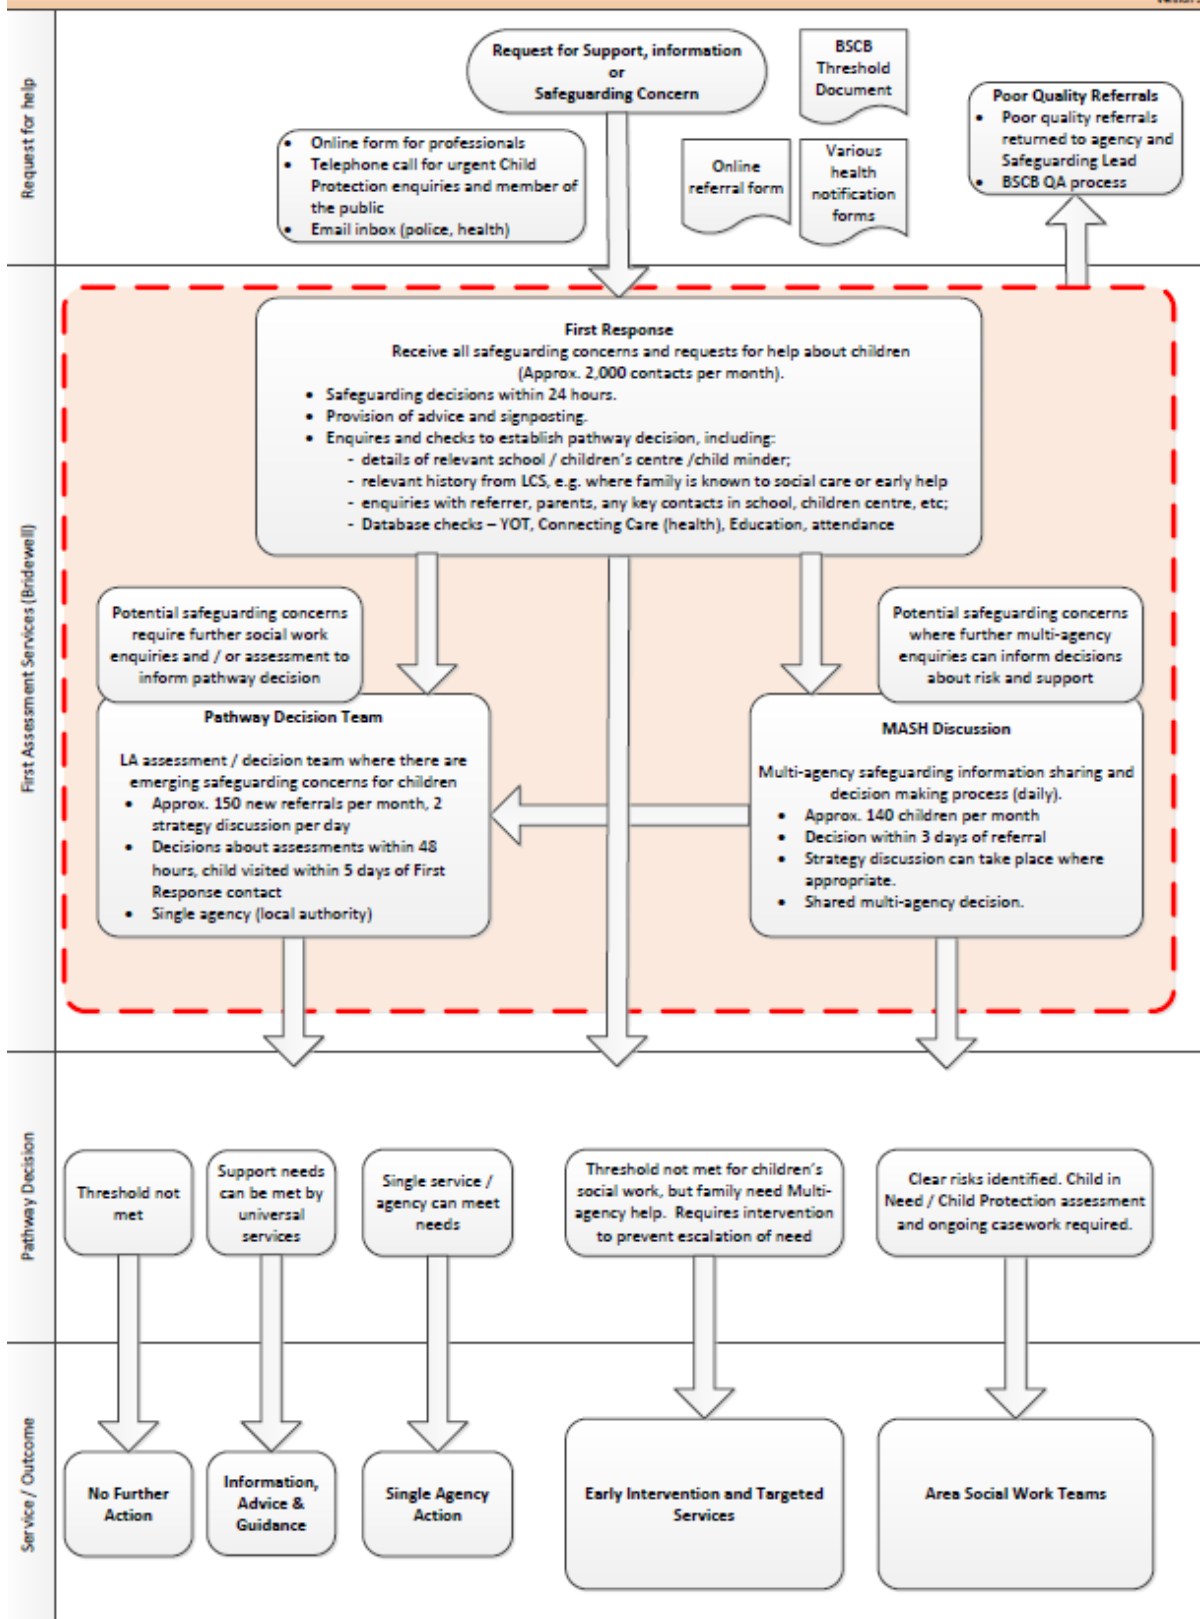 Request for help
Request for Support, information
or
Safeguarding Concern
BSCB
Threshold
Document
Poor Quality Referrals
• Poor quality referrals
returned to agency and
Safeguarding Lead
• BSCB QA process
• Online form for professionals
• Telephone call for urgent Child
Protection enquiries and member of
the public
• Email inbox (police, health)
Online
referral form
Various
health
notification
forms
First Assessment Services (Bridewell)
First Response
Receive all safeguarding concerns and requests for help about children
(Approx. 2,000 contacts per month).
• Safeguarding decisions within 24 hours.
• Provision of advice and signposting.
• Enquires and checks to establish pathway decision, including:
- details of relevant school / children's centre /child minder;
- relevant history from LCS, e.g. where family is known to social care or early help
- enquiries with referrer, parents, any key contacts in school, children centre, etc;
- Database checks – YOT, Connecting Care (health), Education, attendance
Potential safeguarding concerns
require further social work
enquiries and / or assessment to
inform pathway decision
Potential safeguarding concerns
where further multi-agency
enquiries can inform decisions
about risk and support
Pathway Decision Team
LA assessment / decision team where there are
emerging safeguarding concerns for children
• Approx. 150 new referrals per month, 2
strategy discussion per day
• Decisions about assessments within 48
hours, child visited within 5 days of First
Response contact
• Single agency (local authority)
MASH Discussion
Multi-agency safeguarding information sharing and
decision making process (daily).
• Approx. 140 children per month
• Decision within 3 days of referral
• Strategy discussion can take place where
appropriate.
• Shared multi-agency decision.
Pathway Decision
Threshold not
met
Support needs
can be met by
universal
services
Single service /
agency can meet
needs
Threshold not met for children's
social work, but family need Multi-
agency help. Requires intervention
to prevent escalation of need
Clear risks identified. Child in
Need / Child Protection assessment
and ongoing casework required.
Service / Outcome
No Further
Action
Information,
Advice &
Guidance
Single Agency
Action
Early Intervention and Targeted
Services
Area Social Work Teams